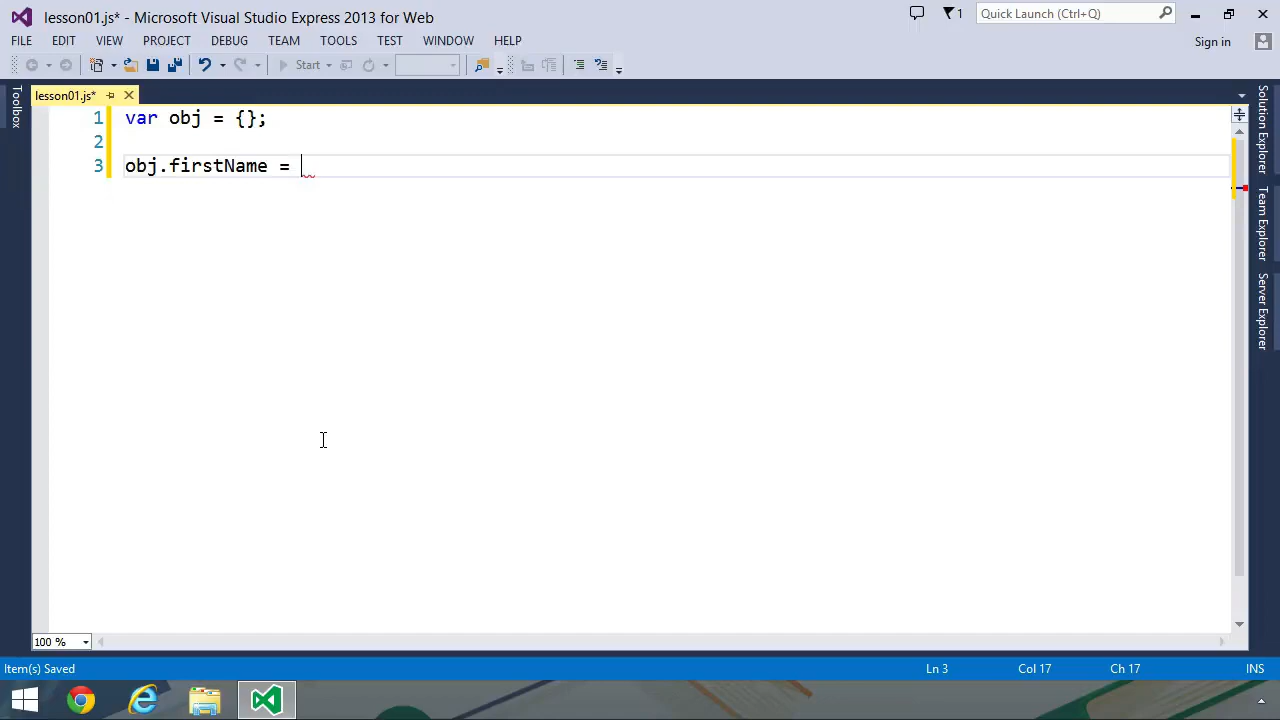 lesson01.js* - Microsoft Visual Studio Express 2013 for Web
1
Quick Launch (Ctrl+Q)
FILE EDIT VIEW PROJECT DEBUG TEAM TOOLS TEST WINDOW HELP
Sign in
Start
Toolbox
lesson01.js*
1 var obj = {};
2
3 obj.firstName =
Solution Explorer
Team Explorer
Server Explorer
100 %
Item(s) Saved
Ln 3
Col 17
Ch 17
INS